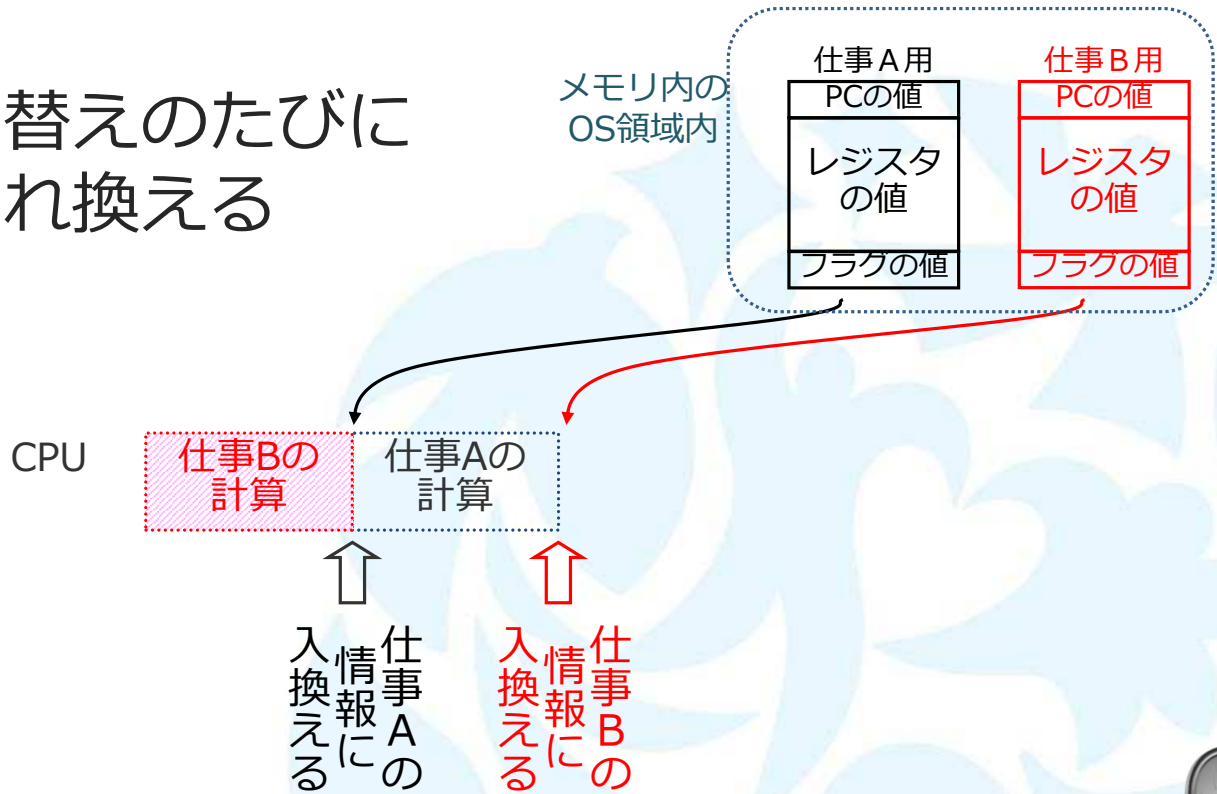 替えのたびに
れ換える
メモリ内の
OS領域内
仕事A用
PCの値
レジスタ
の値
フラグの値
仕事B用
PCの値
レジスタ
の値
フラグの値
CPU
仕事Bの
計算
仕事Aの
計算
仕事Aの
情報に
入換える
仕事Bの
情報に
入換える